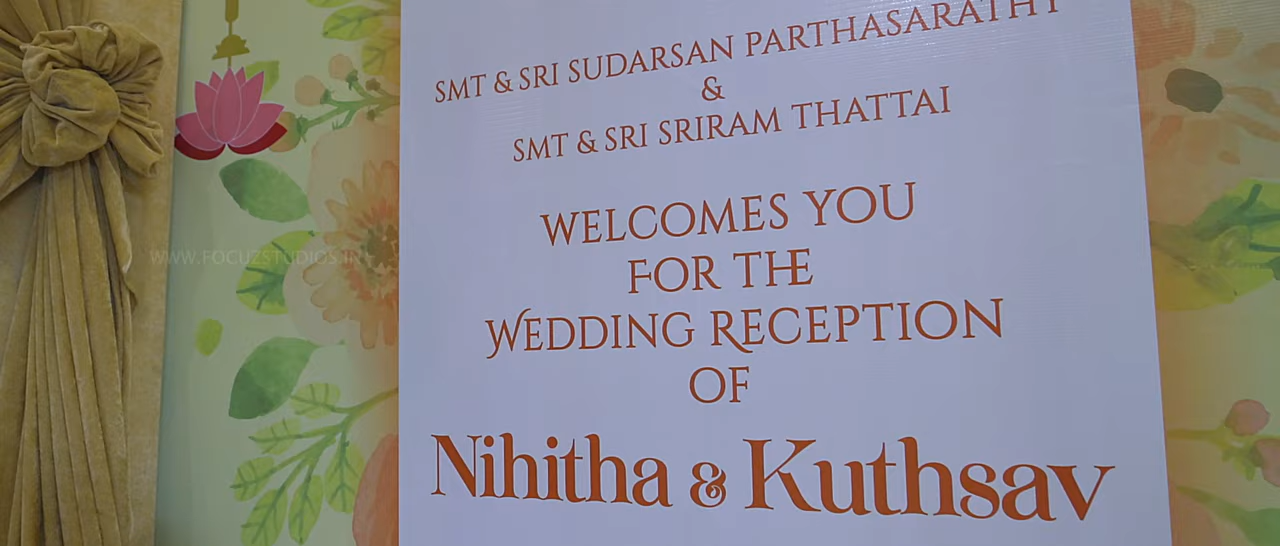 SMT & SRI SUDARSAN PARTHASARATHY
&
SMT & SRI SRIRAM THATTAI
WELCOMES YOU
FOR THE
WEDDING RECEPTION
OF
Nihitha & Kuthsav
WWW.FOCUZSTUDIOS.IN